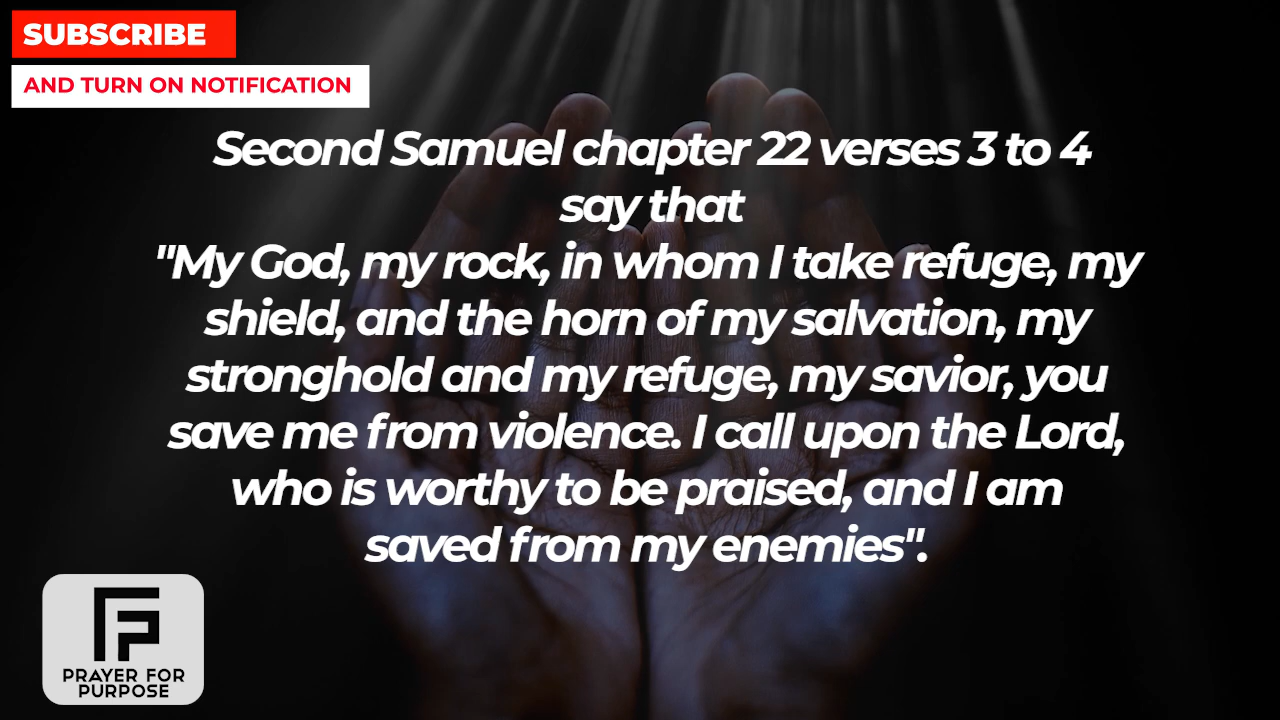 SUBSCRIBE
AND TURN ON NOTIFICATION
Second Samuel chapter 22 verses 3 to 4
say that
"My God, my rock, in whom I take refuge, my
shield, and the horn of my salvation, my
stronghold and my refuge, my savior, you
save me from violence. I call upon the Lord,
who is worthy to be praised, and I am
saved from my enemies".
PRAYER FOR
PURPOSE